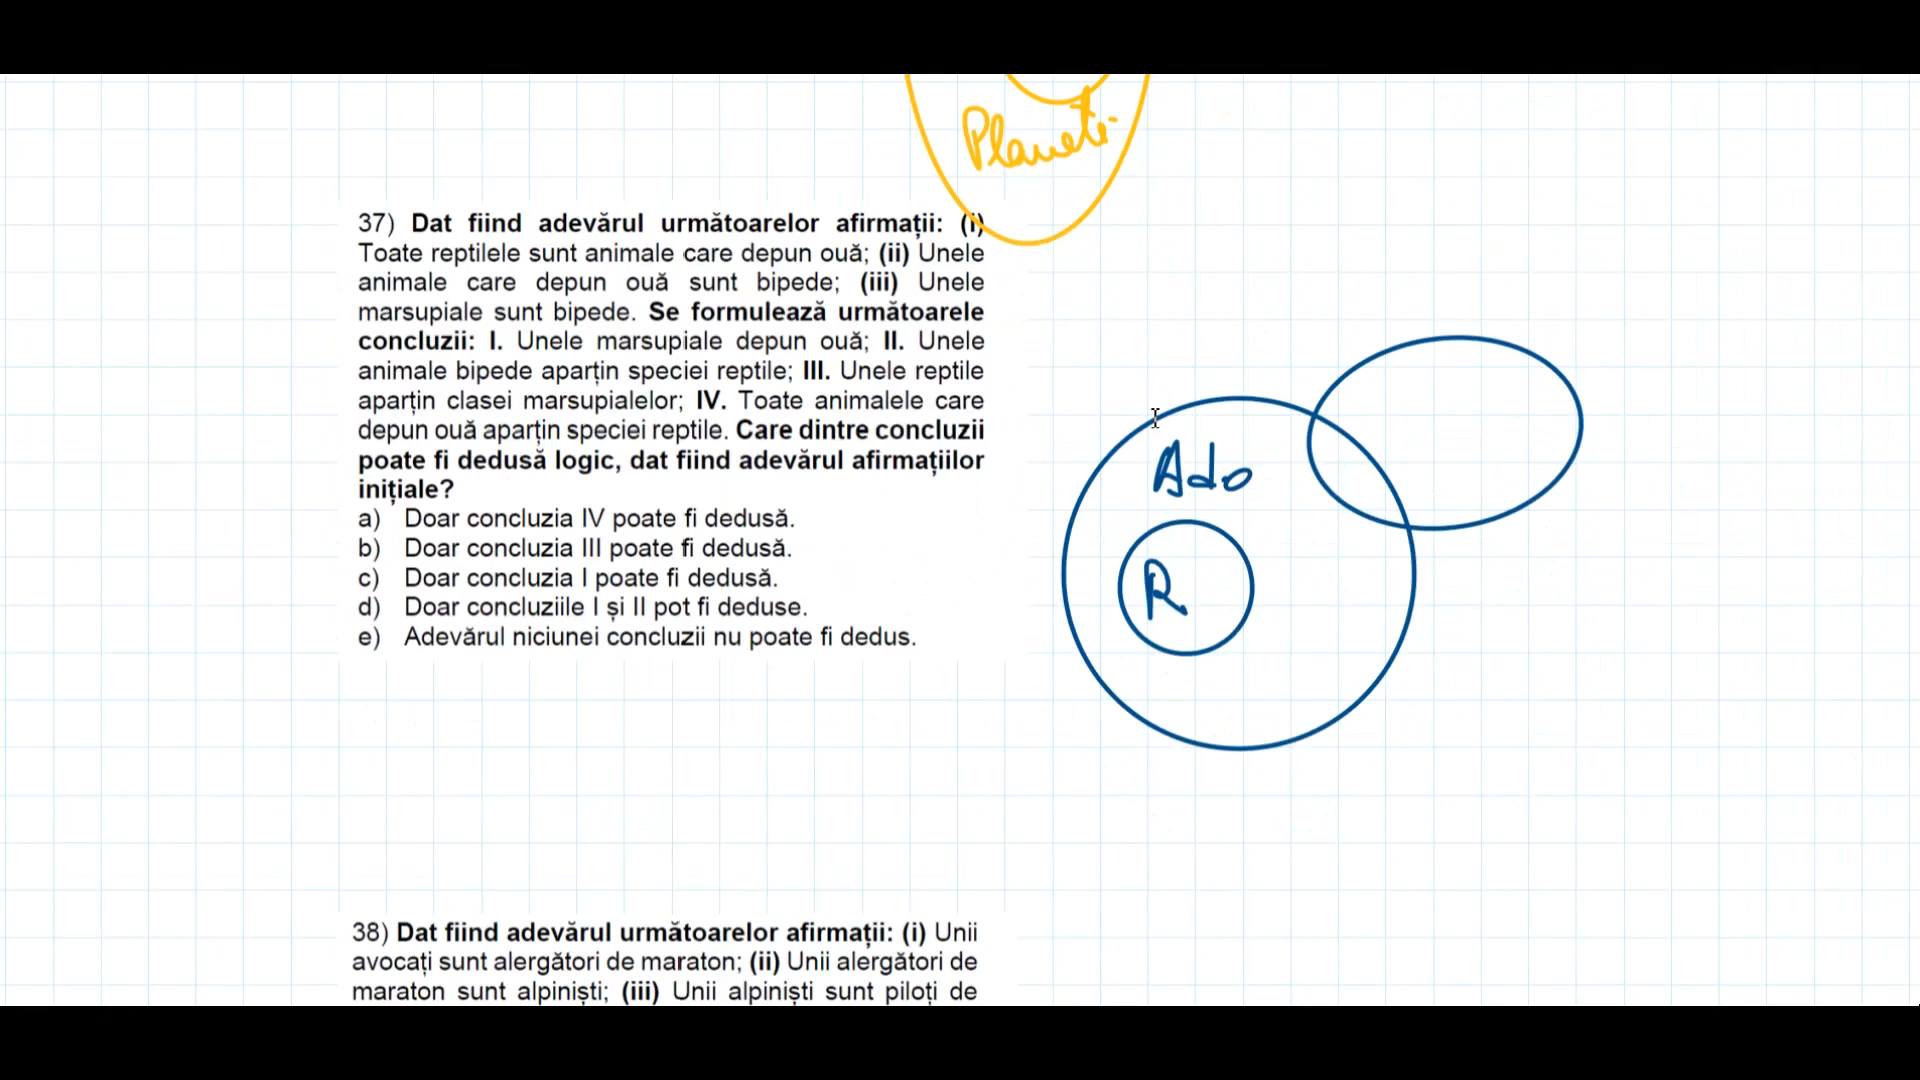 Planete
37) Dat fiind adevărul următoarelor afirmații: (i)
Toate reptilele sunt animale care depun ouă; (ii) Unele
animale care depun ouă sunt bipede; (iii) Unele
marsupiale sunt bipede. Se formulează următoarele
concluzii: I. Unele marsupiale depun ouă; II. Unele
animale bipede aparțin speciei reptile; III. Unele reptile
aparțin clasei marsupialelor; IV. Toate animalele care
depun ouă aparțin speciei reptile. Care dintre concluzii
poate fi dedusă logic, dat fiind adevărul afirmațiilor
inițiale?
a) Doar concluzia IV poate fi dedusă.
b) Doar concluzia III poate fi dedusă.
c) Doar concluzia I poate fi dedusă.
d) Doar concluziile I și II pot fi deduse.
e) Adevărul niciunei concluzii nu poate fi dedus.
Ado
R
38) Dat fiind adevărul următoarelor afirmații: (i) Unii
avocați sunt alergători de maraton; (ii) Unii alergători de
maraton sunt alpiniști; (iii) Unii alpiniști sunt piloți de